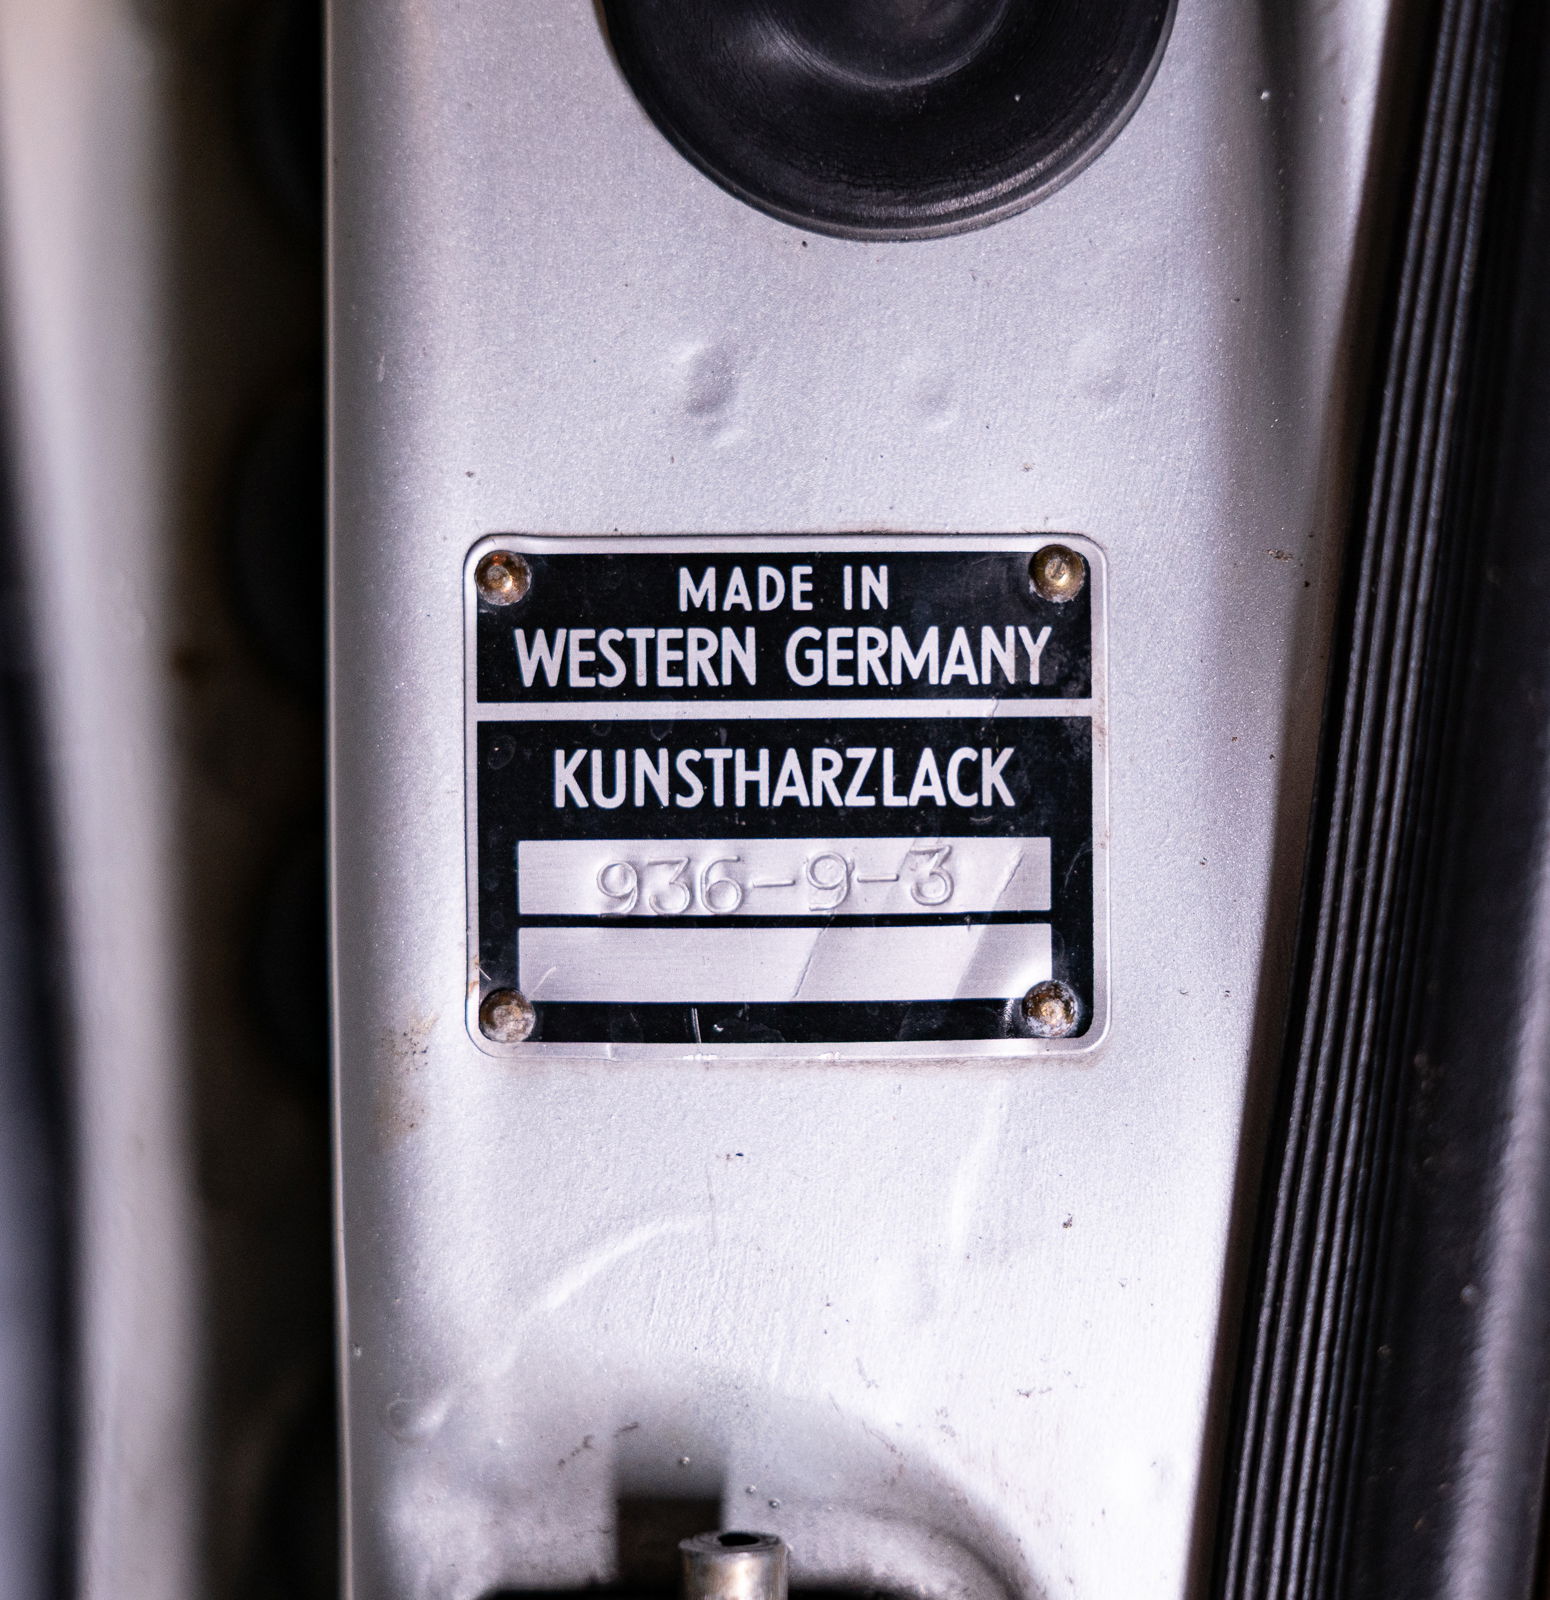 MADE IN
WESTERN GERMANY
KUNSTHARZLACK
936-9-3